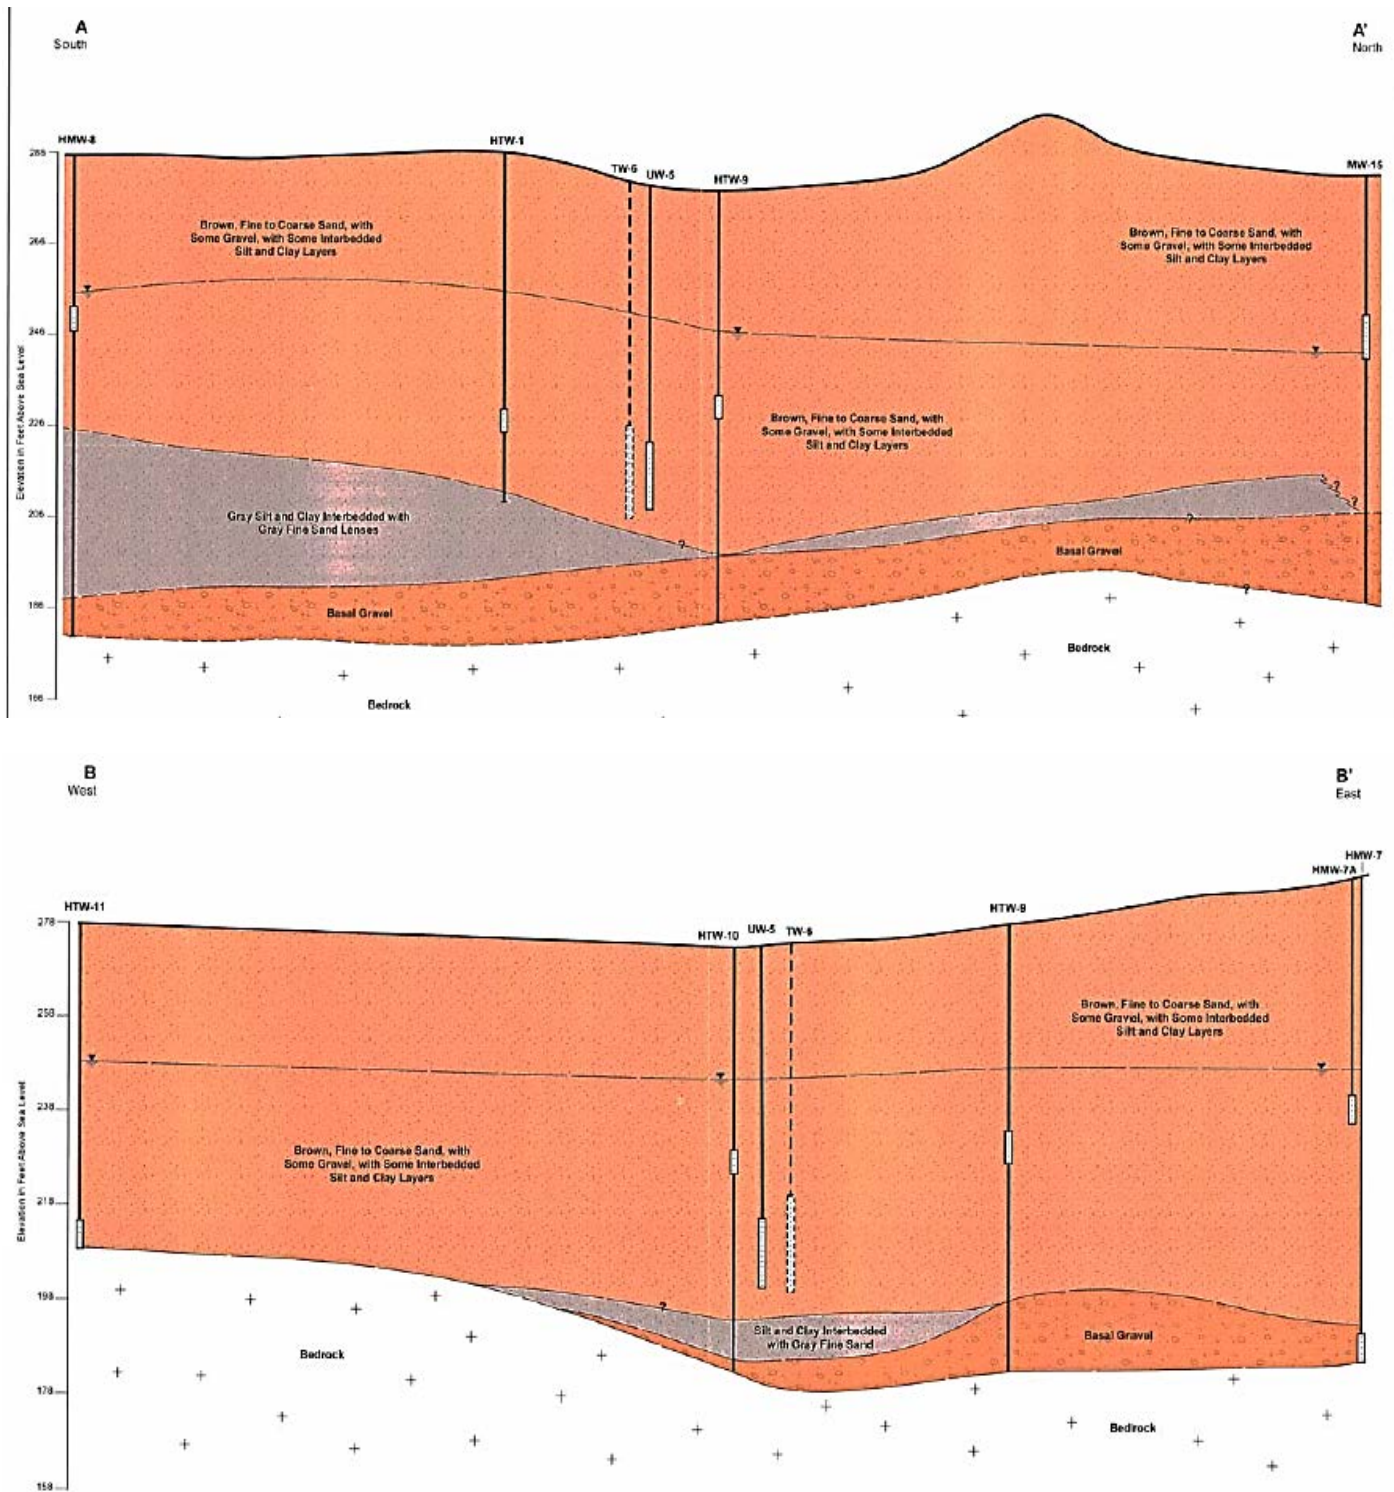 A
South
A'
North
HMW-8
HTW-1
TW-6
UW-5
HTW-9
MW-15
286
266
246
226
206
186
166
Elevation in Feet Above Sea Level
Brown, Fine to Coarse Sand, with
Some Gravel, with Some Interbedded
Silt and Clay Layers
Brown, Fine to Coarse Sand, with
Some Gravel, with Some Interbedded
Silt and Clay Layers
Brown, Fine to Coarse Sand, with
Some Gravel, with Some Interbedded
Silt and Clay Layers
Gray Silt and Clay Interbedded with
Gray Fine Sand Lenses
?
?
?
?
?
Basal Gravel
Basal Gravel
Bedrock
Bedrock
B
West
B'
East
HMW-7
HMW-7A
HTW-11
HTW-10
UW-5
TW-6
HTW-9
278
258
238
218
198
178
158
Elevation in Feet Above Sea Level
Brown, Fine to Coarse Sand, with
Some Gravel, with Some Interbedded
Silt and Clay Layers
Brown, Fine to Coarse Sand, with
Some Gravel, with Some Interbedded
Silt and Clay Layers
?
Silt and Clay Interbedded
with Gray Fine Sand
Basal Gravel
Bedrock
Bedrock